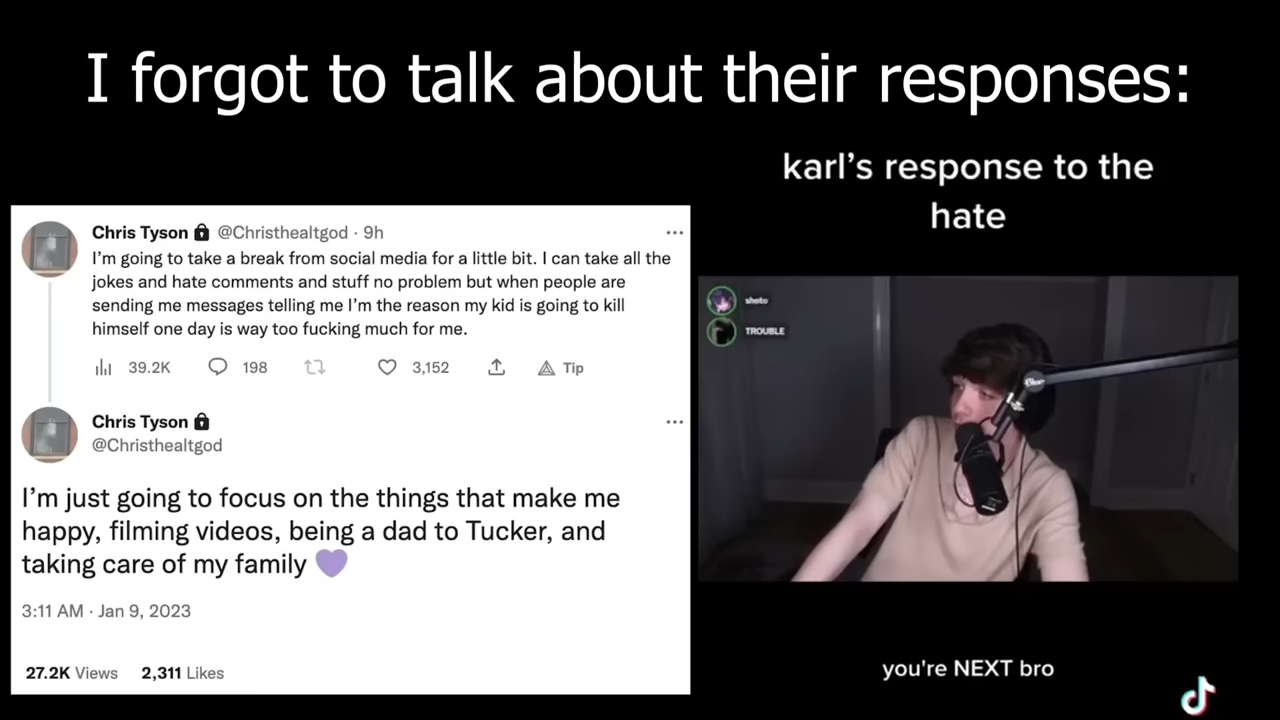 I forgot to talk about their responses:
karl's response to the
hate
Chris Tyson @Christhealtgod · 9h
I'm going to take a break from social media for a little bit. I can take all the
jokes and hate comments and stuff no problem but when people are
sending me messages telling me I'm the reason my kid is going to kill
himself one day is way too fucking much for me.
39.2K 198 3,152 Tip
Chris Tyson
@Christhealtgod
I'm just going to focus on the things that make me
happy, filming videos, being a dad to Tucker, and
taking care of my family 💜
3:11 AM · Jan 9, 2023
27.2K Views 2,311 Likes
shoto
TROUBLE
Blue
you're NEXT bro